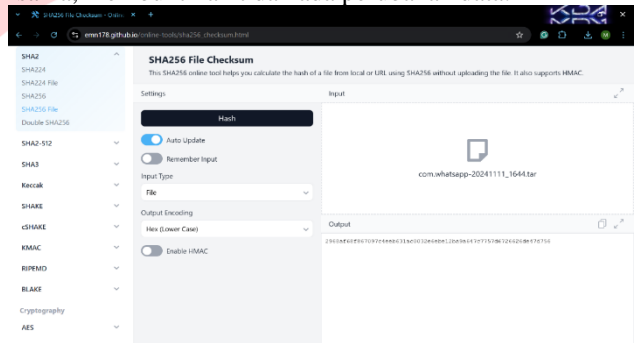 SHA256 File Checksum - Online
emn178.github.io/online-tools/sha256_checksum.html
SHA2
SHA224
SHA224 File
SHA256
SHA256 File
Double SHA256
SHA2-512
SHA3
Keccak
SHAKE
cSHAKE
KMAC
RIPEMD
BLAKE
Cryptography
AES
SHA256 File Checksum
This SHA256 online tool helps you calculate the hash of a file from local or URL using SHA256 without uploading the file. It also supports HMAC.
Settings
Hash
Auto Update
Remember Input
Input Type
File
Output Encoding
Hex (Lower Case)
Enable HMAC
Input
com.whatsapp-20241111_1644.tar
Output